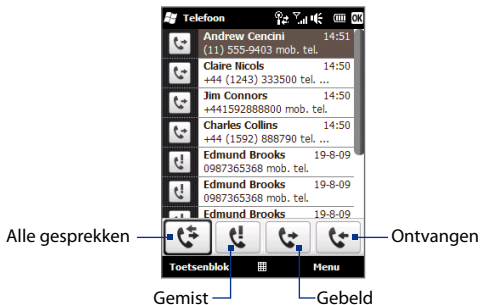 Telefoon OK
Andrew Cencini 14:51
(11) 555-9403 mob. tel.
Claire Nicols 14:50
+44 (1243) 333500 tel. ...
Jim Connors 14:50
+441592888800 mob. tel.
Charles Collins 14:50
+44 (1592) 888790 tel. ...
Edmund Brooks 19-8-09
0987365368 mob. tel.
Edmund Brooks 19-8-09
0987365368 mob. tel.
Edmund Brooks 19-8-09
Alle gesprekken
Ontvangen
Toetsenblok Menu
Gemist
Gebeld